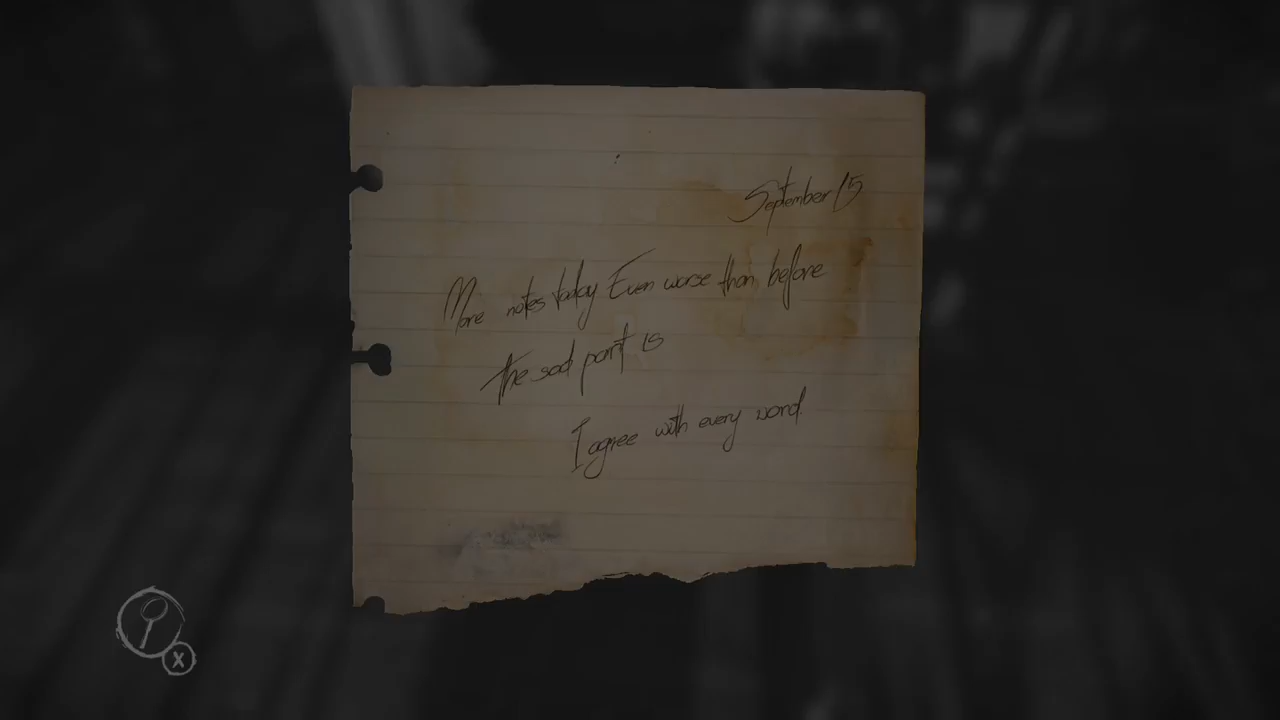 September 15
More notes today Even worse than before
the sad part is
I agree with every word.
X